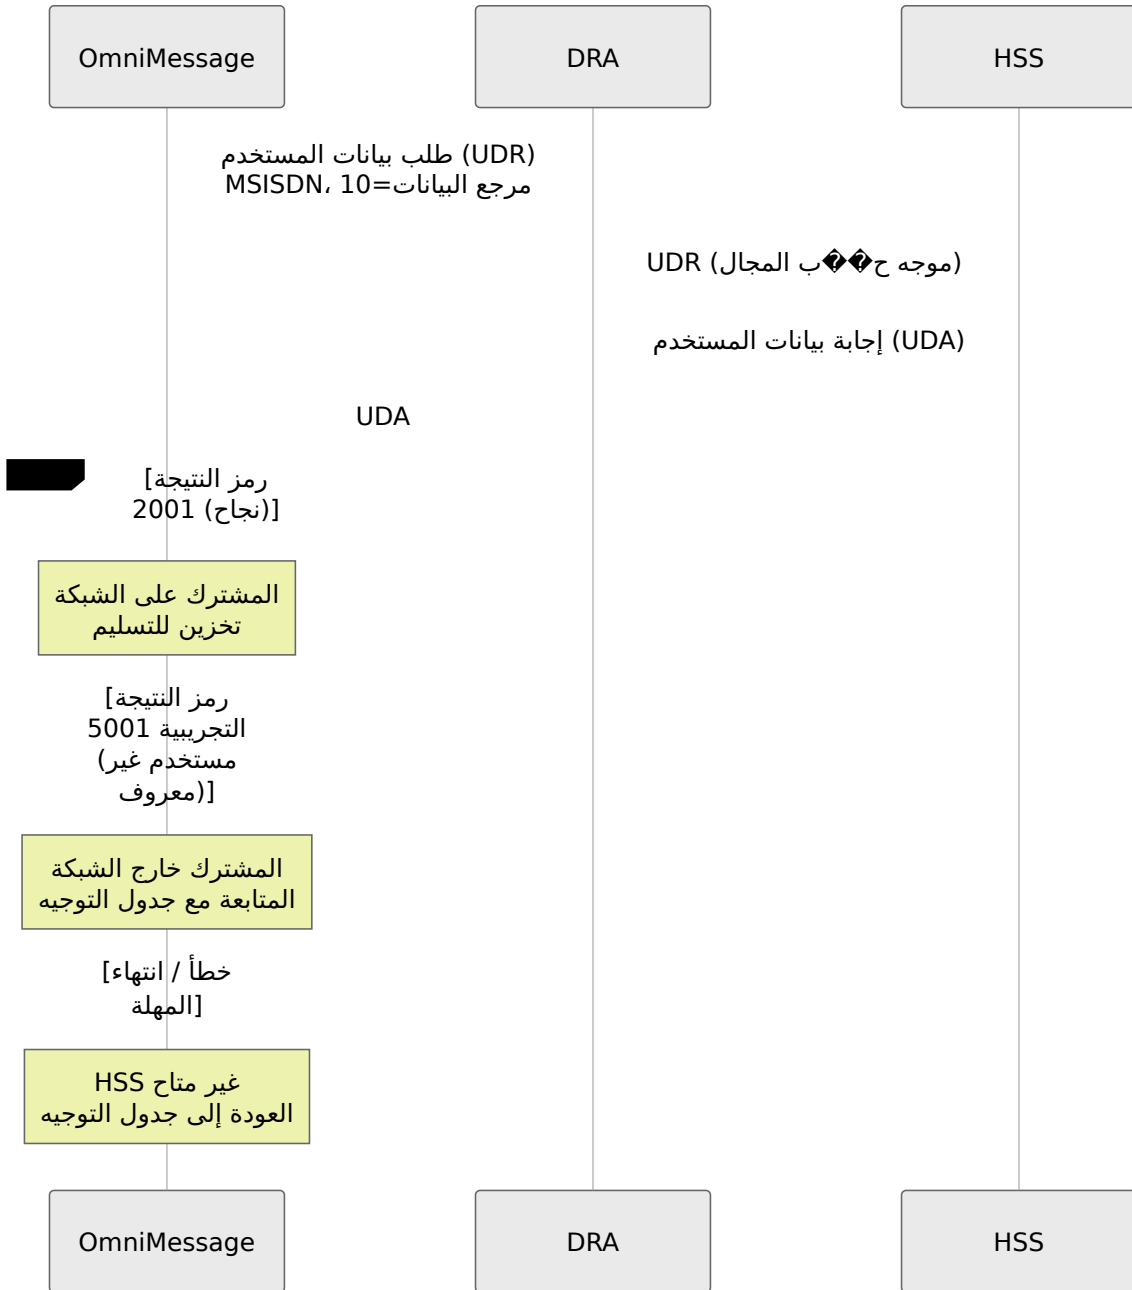 OmniMessage
DRA
HSS
طلب بيانات المستخدم (UDR)
MSISDN، مرجع البيانات=10
UDR (موجه المجال)
إجابة بيانات المستخدم (UDA)
UDA
[رمز النتيجة
2001 (نجاح)]
المشترك على الشبكة
تخزين للتسليم
[رمز النتيجة
التجريبية 5001
(مستخدم غير
معروف)]
المشترك خارج الشبكة
المتابعة مع جدول التوجيه
[خطأ / انتهاء
المهلة]
HSS غير متاح
العودة إلى جدول التوجيه
OmniMessage
DRA
HSS